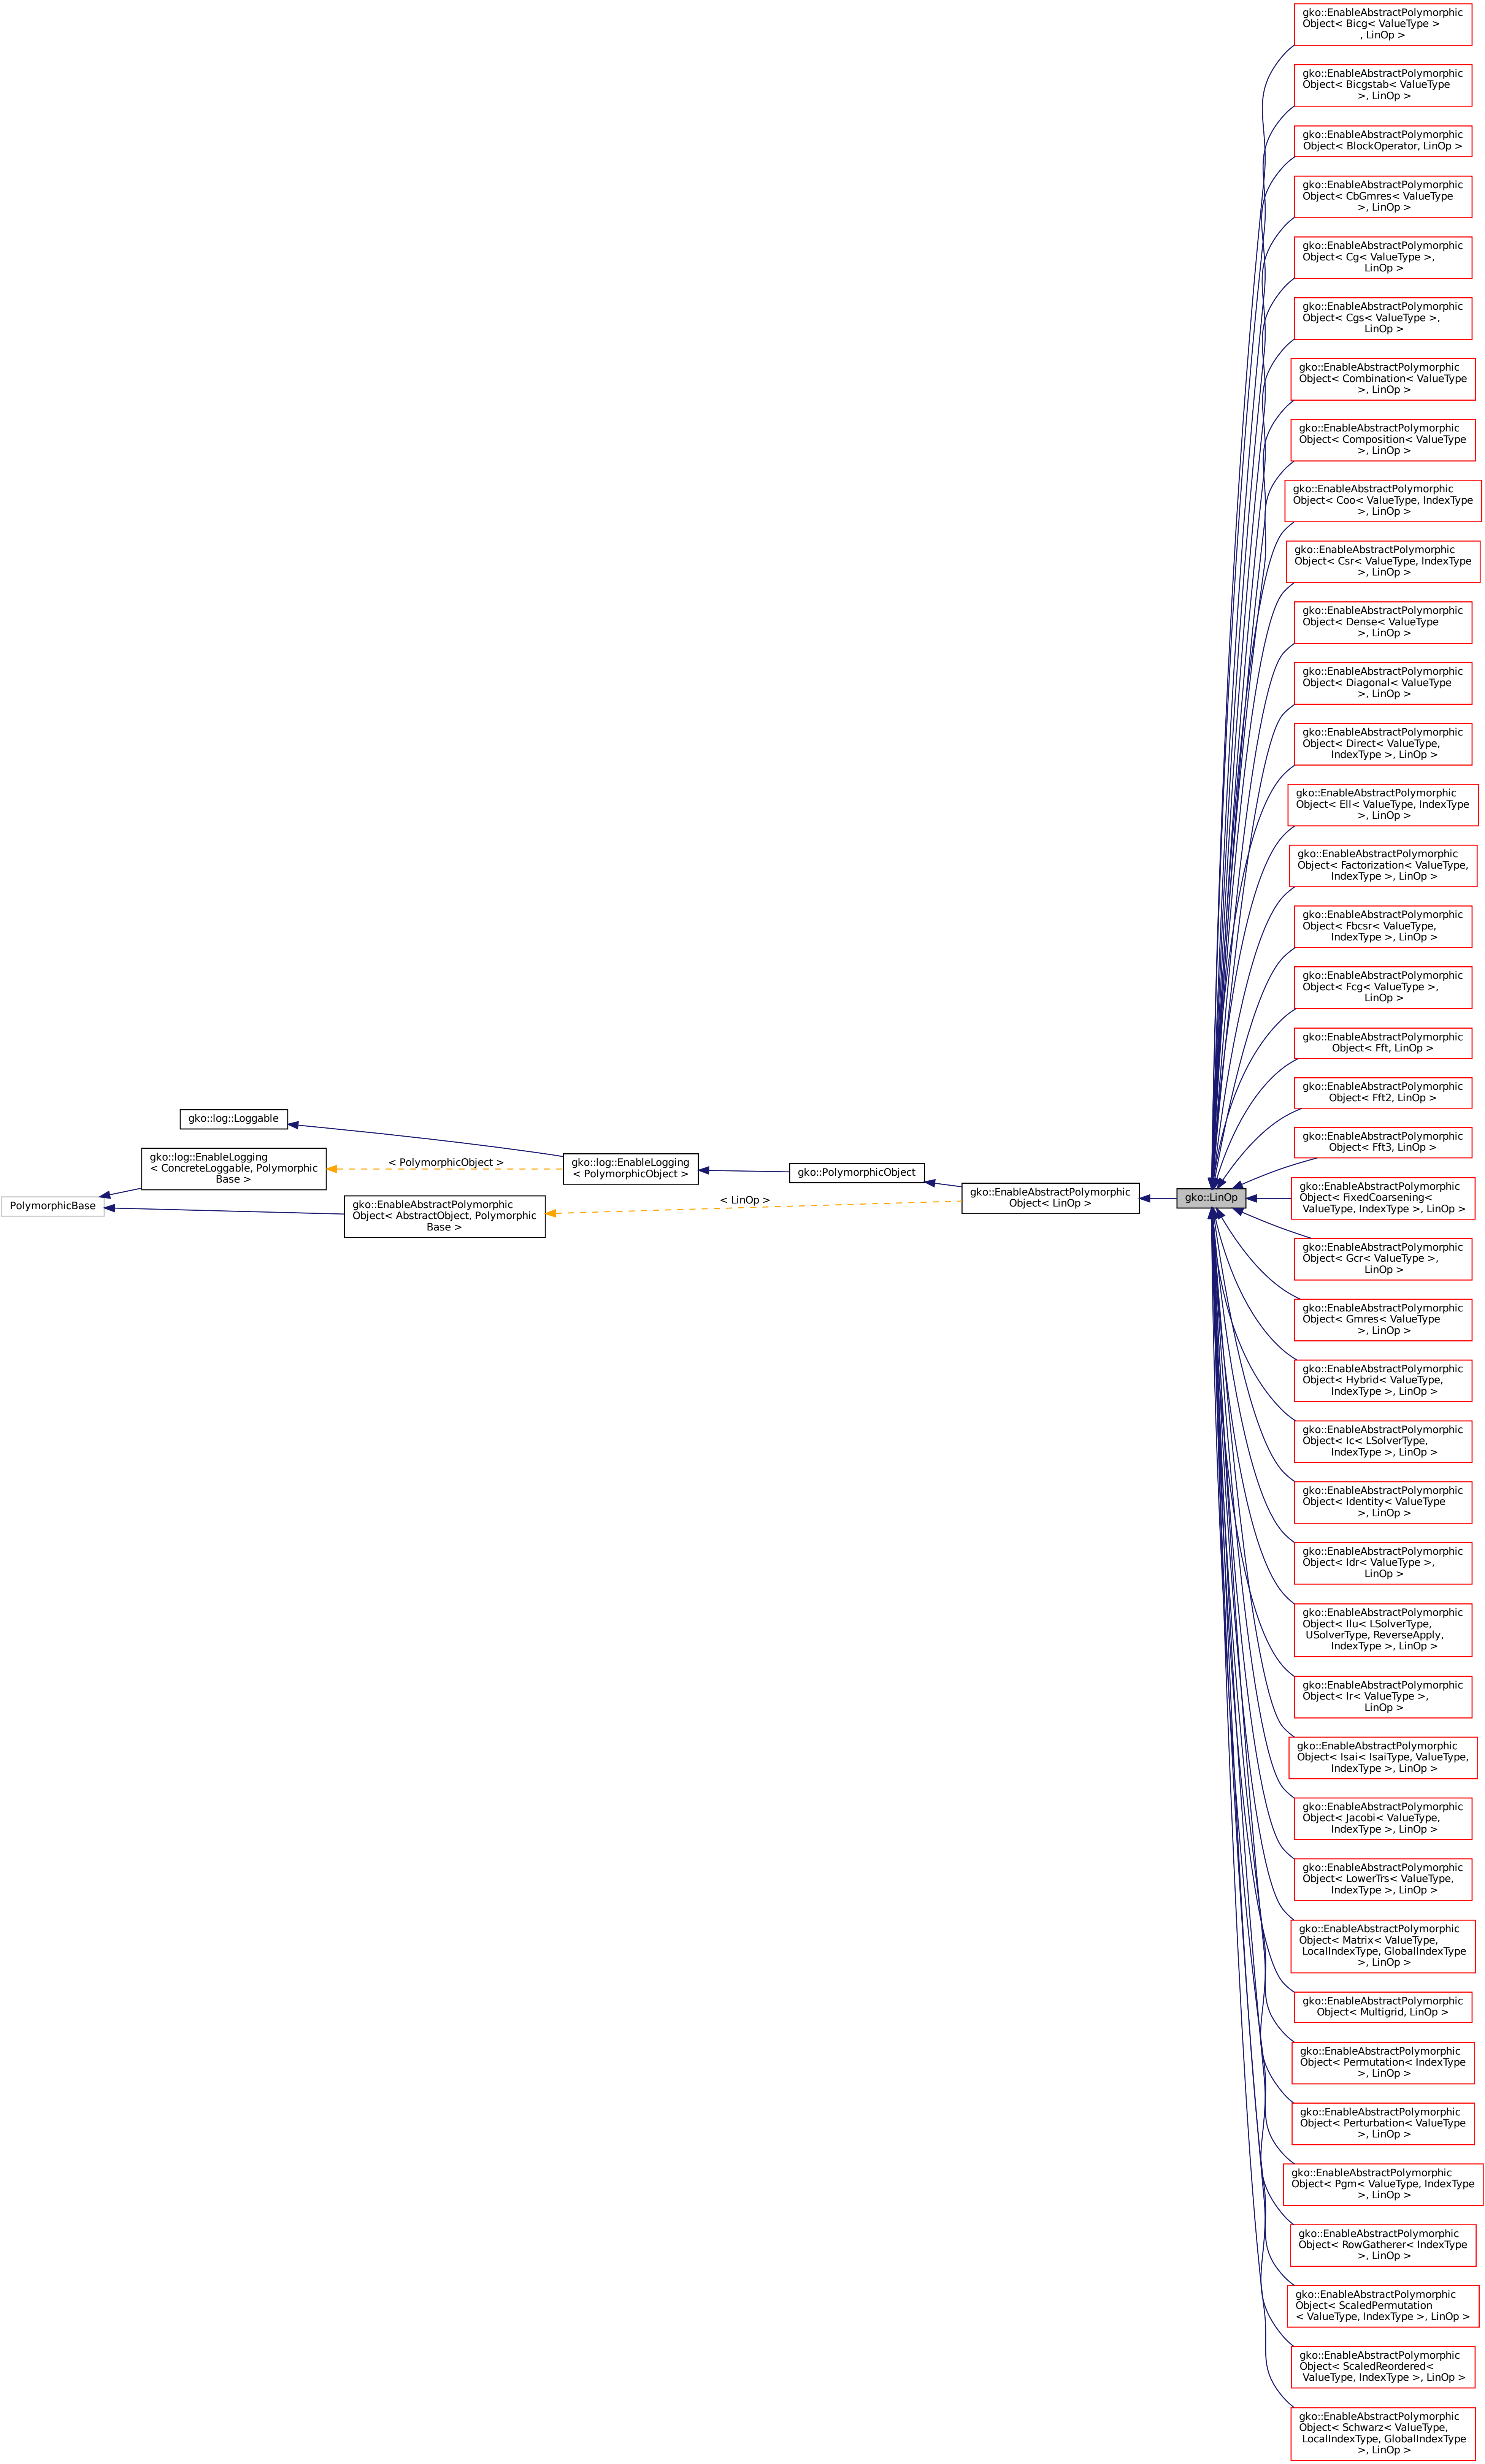 gko::EnableAbstractPolymorphic
Object< Bicg< ValueType >
, LinOp >
gko::EnableAbstractPolymorphic
Object< Bicgstab< ValueType
>, LinOp >
gko::EnableAbstractPolymorphic
Object< BlockOperator, LinOp >
gko::EnableAbstractPolymorphic
Object< CbGmres< ValueType
>, LinOp >
gko::EnableAbstractPolymorphic
Object< Cg< ValueType >,
LinOp >
gko::EnableAbstractPolymorphic
Object< Cgs< ValueType >,
LinOp >
gko::EnableAbstractPolymorphic
Object< Combination< ValueType
>, LinOp >
gko::EnableAbstractPolymorphic
Object< Composition< ValueType
>, LinOp >
gko::EnableAbstractPolymorphic
Object< Coo< ValueType, IndexType
>, LinOp >
gko::EnableAbstractPolymorphic
Object< Csr< ValueType, IndexType
>, LinOp >
gko::EnableAbstractPolymorphic
Object< Dense< ValueType
>, LinOp >
gko::EnableAbstractPolymorphic
Object< Diagonal< ValueType
>, LinOp >
gko::EnableAbstractPolymorphic
Object< Direct< ValueType,
IndexType >, LinOp >
gko::EnableAbstractPolymorphic
Object< Ell< ValueType, IndexType
>, LinOp >
gko::EnableAbstractPolymorphic
Object< Factorization< ValueType,
IndexType >, LinOp >
gko::EnableAbstractPolymorphic
Object< Fbcsr< ValueType,
IndexType >, LinOp >
gko::EnableAbstractPolymorphic
Object< Fcg< ValueType >,
LinOp >
gko::EnableAbstractPolymorphic
Object< Fft, LinOp >
gko::EnableAbstractPolymorphic
Object< Fft2, LinOp >
gko::EnableAbstractPolymorphic
Object< Fft3, LinOp >
gko::log::Loggable
gko::log::EnableLogging
< ConcreteLoggable, Polymorphic
Base >
< PolymorphicObject >
gko::log::EnableLogging
< PolymorphicObject >
gko::PolymorphicObject
PolymorphicBase
gko::EnableAbstractPolymorphic
Object< AbstractObject, Polymorphic
Base >
< LinOp >
gko::EnableAbstractPolymorphic
Object< LinOp >
gko::LinOp
gko::EnableAbstractPolymorphic
Object< FixedCoarsening<
ValueType, IndexType >, LinOp >
gko::EnableAbstractPolymorphic
Object< Gcr< ValueType >,
LinOp >
gko::EnableAbstractPolymorphic
Object< Gmres< ValueType
>, LinOp >
gko::EnableAbstractPolymorphic
Object< Hybrid< ValueType,
IndexType >, LinOp >
gko::EnableAbstractPolymorphic
Object< Ic< LSolverType,
IndexType >, LinOp >
gko::EnableAbstractPolymorphic
Object< Identity< ValueType
>, LinOp >
gko::EnableAbstractPolymorphic
Object< Idr< ValueType >,
LinOp >
gko::EnableAbstractPolymorphic
Object< Ilu< LSolverType,
USolverType, ReverseApply,
IndexType >, LinOp >
gko::EnableAbstractPolymorphic
Object< Ir< ValueType >,
LinOp >
gko::EnableAbstractPolymorphic
Object< Isai< IsaiType, ValueType,
IndexType >, LinOp >
gko::EnableAbstractPolymorphic
Object< Jacobi< ValueType,
IndexType >, LinOp >
gko::EnableAbstractPolymorphic
Object< LowerTrs< ValueType,
IndexType >, LinOp >
gko::EnableAbstractPolymorphic
Object< Matrix< ValueType,
LocalIndexType, GlobalIndexType
>, LinOp >
gko::EnableAbstractPolymorphic
Object< Multigrid, LinOp >
gko::EnableAbstractPolymorphic
Object< Permutation< IndexType
>, LinOp >
gko::EnableAbstractPolymorphic
Object< Perturbation< ValueType
>, LinOp >
gko::EnableAbstractPolymorphic
Object< Pgm< ValueType, IndexType
>, LinOp >
gko::EnableAbstractPolymorphic
Object< RowGatherer< IndexType
>, LinOp >
gko::EnableAbstractPolymorphic
Object< ScaledPermutation
< ValueType, IndexType >, LinOp >
gko::EnableAbstractPolymorphic
Object< ScaledReordered<
ValueType, IndexType >, LinOp >
gko::EnableAbstractPolymorphic
Object< Schwarz< ValueType,
LocalIndexType, GlobalIndexType
>, LinOp >